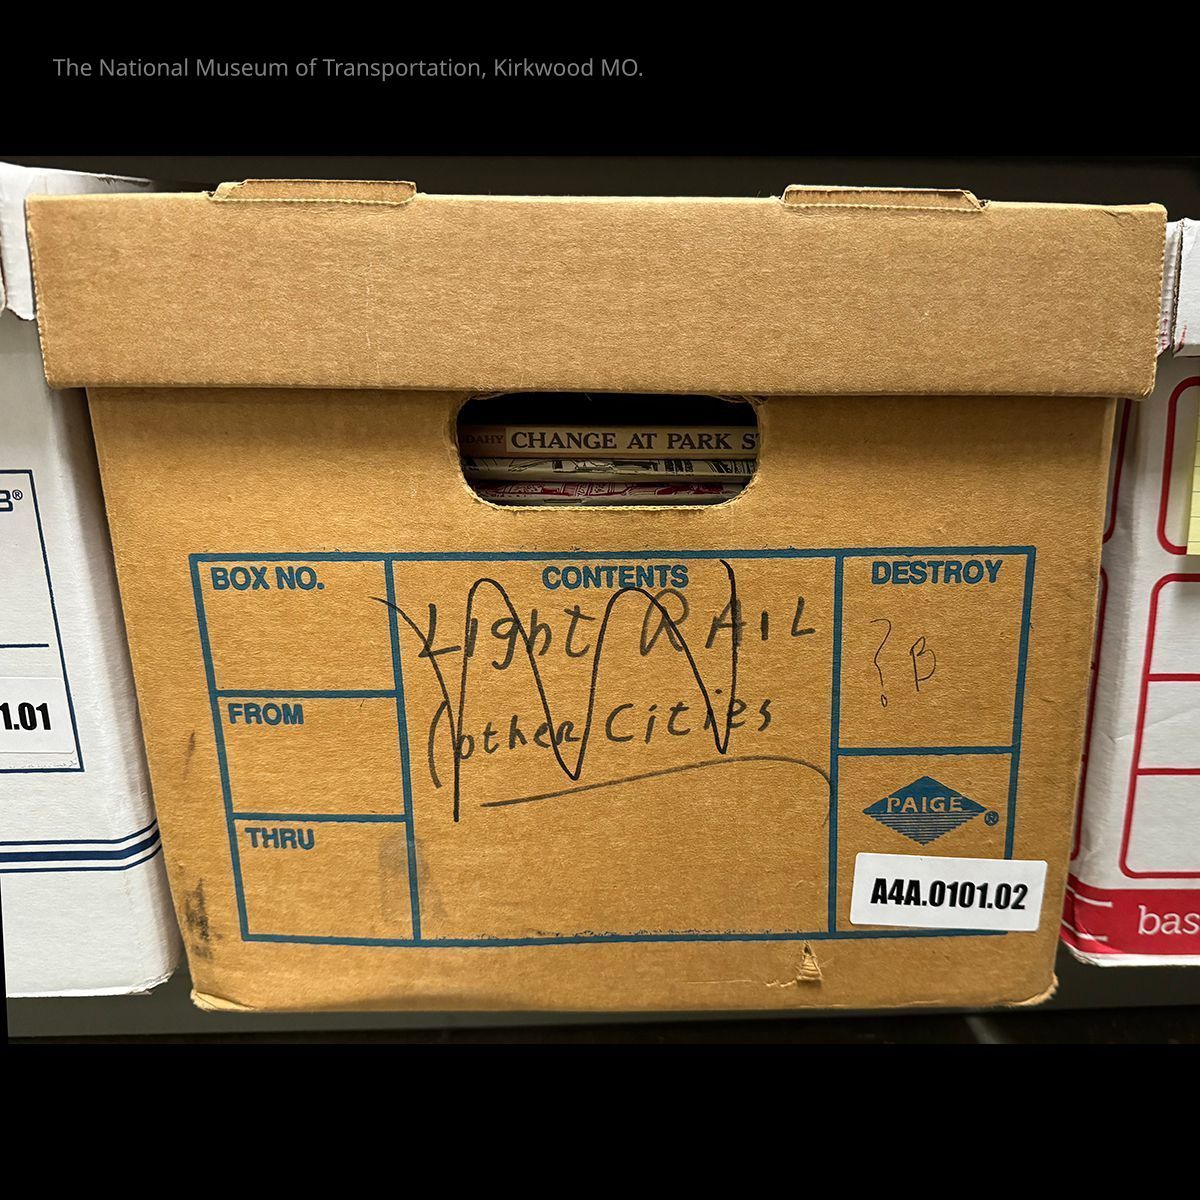 The National Museum of Transportation, Kirkwood MO.
DAHY CHANGE AT PARK S
BOX NO.
CONTENTS
DESTROY
Light RAIL
(other Cities
? B
FROM
THRU
PAIGE®
A4A.0101.02
B®
1.01
bas